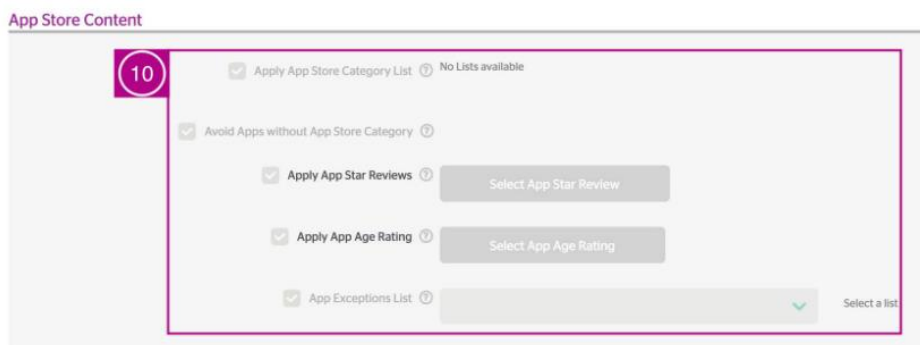 App Store Content
10
Apply App Store Category List ? No Lists available
Avoid Apps without App Store Category ?
Apply App Star Reviews ? Select App Star Review
Apply App Age Rating ? Select App Age Rating
App Exceptions List ? Select a list